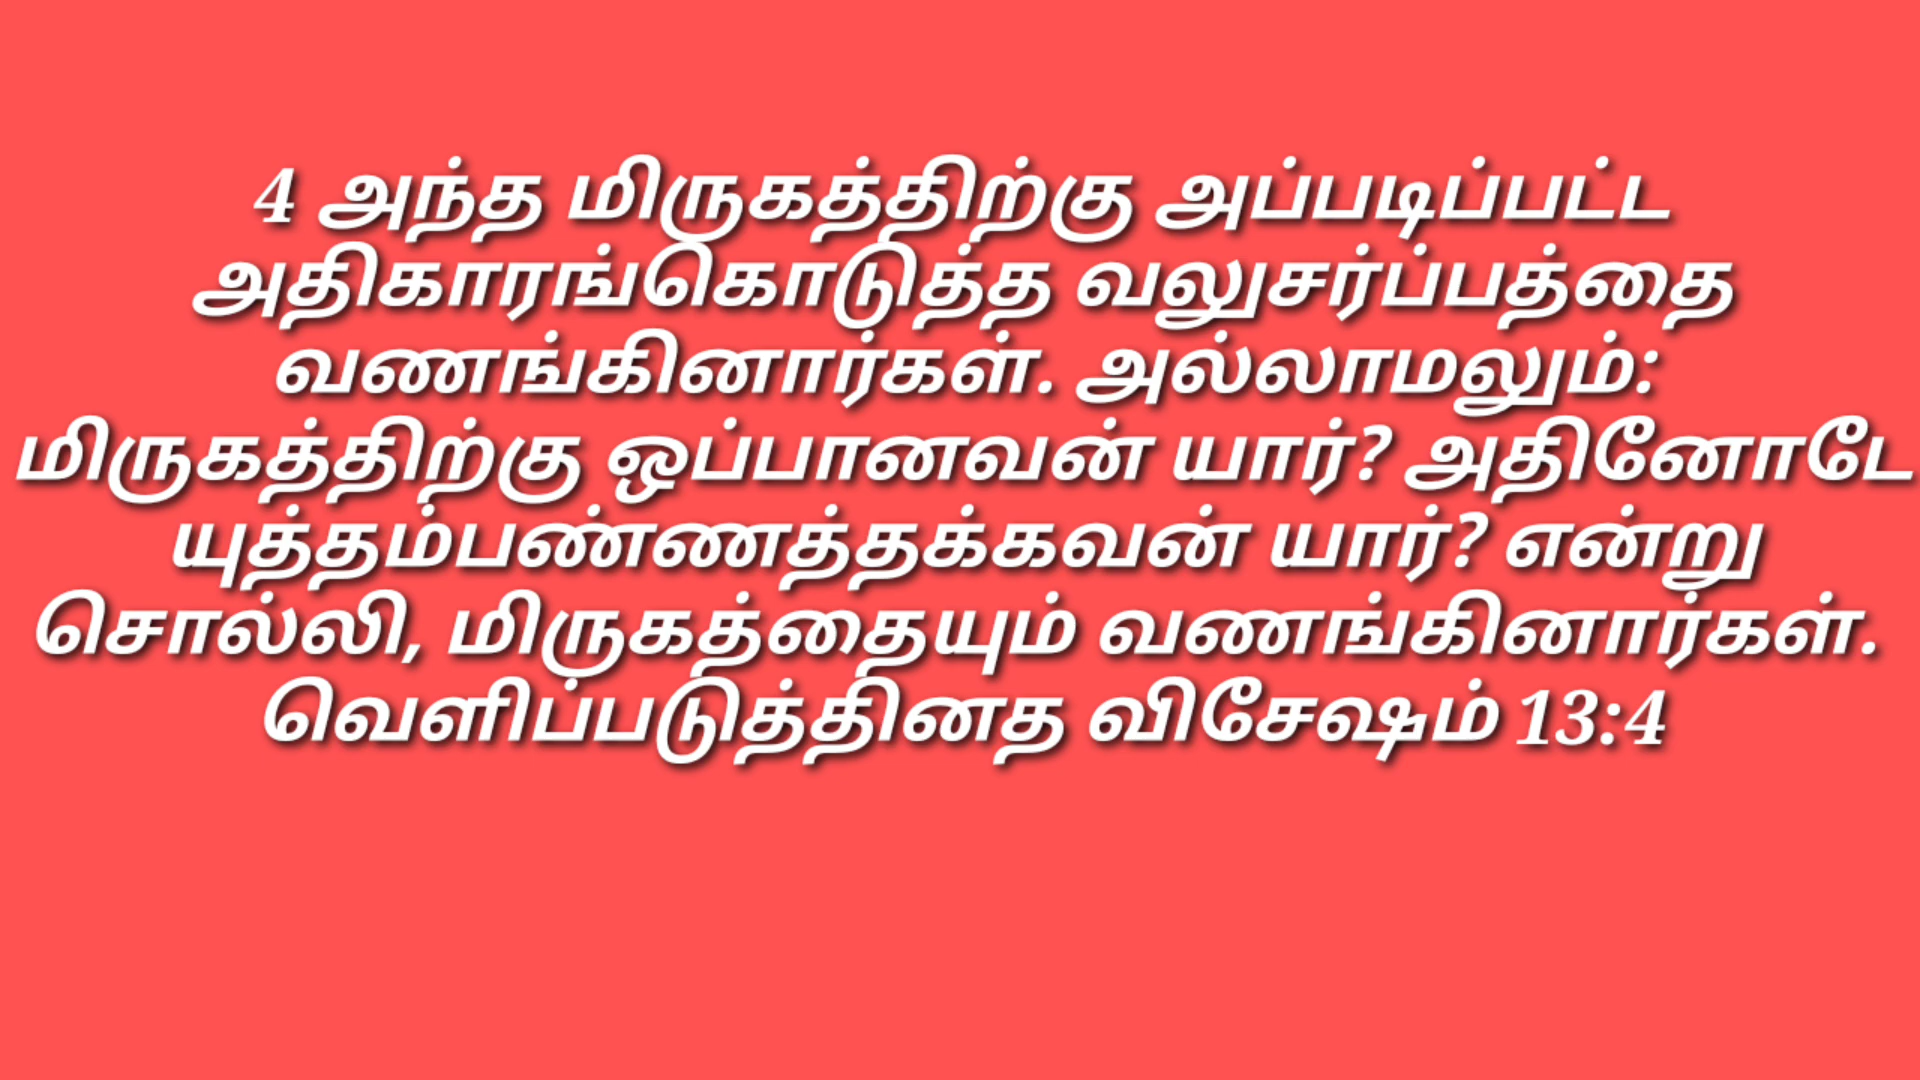 4 அந்த மிருகத்திற்கு அப்படிப்பட்ட
அதிகாரங்கொடுத்த வலுசர்ப்பத்தை
வணங்கினார்கள். அல்லாமலும்:
மிருகத்திற்கு ஒப்பானவன் யார்? அதினோடே
யுத்தம்பண்ணத்தக்கவன் யார்? என்று
சொல்லி, மிருகத்தையும் வணங்கினார்கள்.
வெளிப்படுத்தினத விசேஷம் 13:4